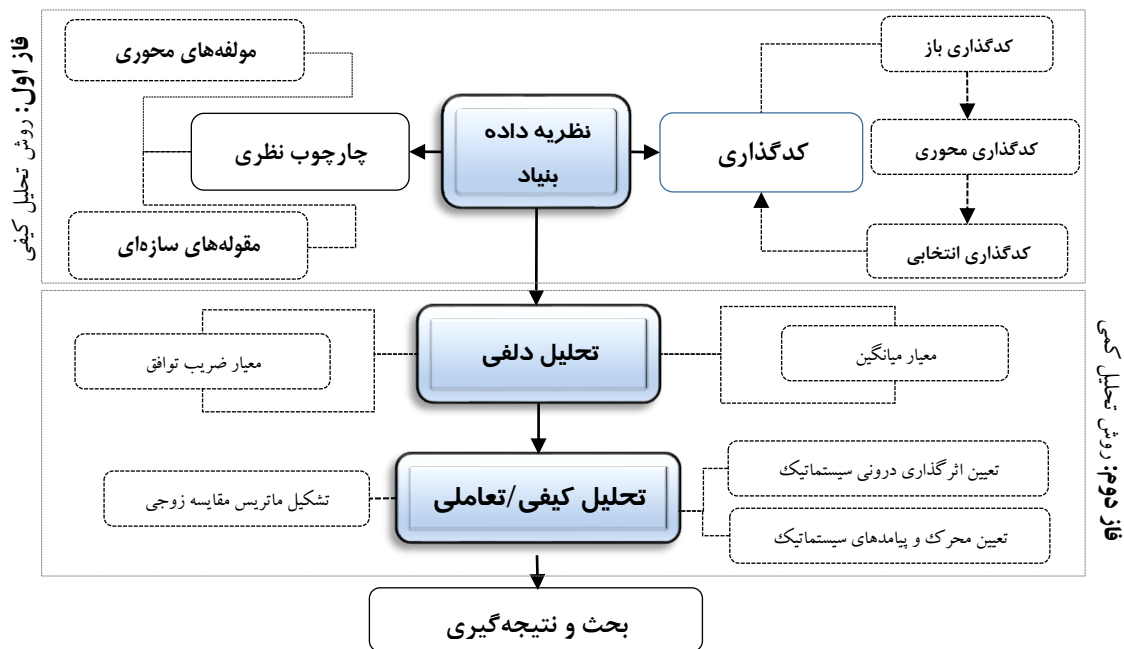 فاز اول: روش تحلیل کیفی
کدگذاری باز
کدگذاری محوری
کدگذاری انتخابی
کدگذاری
نظریه داده
بنیاد
چارچوب نظری
مولفه‌های محوری
مقوله‌های سازه‌ای
فاز دوم: روش تحلیل کمی
معیار میانگین
تحلیل دلفی
معیار ضریب توافق
تعیین اثرگذاری درونی سیستماتیک
تعیین محرک و پیامدهای سیستماتیک
تحلیل کیفی/تعاملی
تشکیل ماتریس مقایسه زوجی
بحث و نتیجه‌گیری